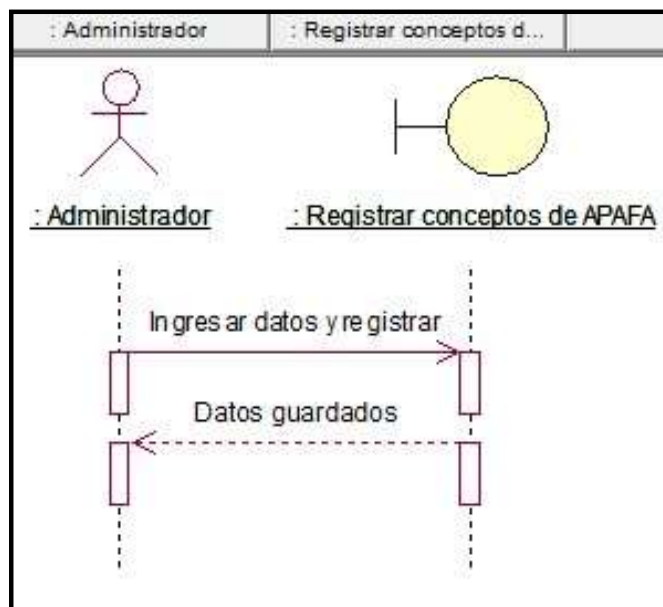 : Administrador
: Registrar conceptos d...
: Administrador
: Registrar conceptos de APAFA
Ingresar datos y registrar
Datos guardados